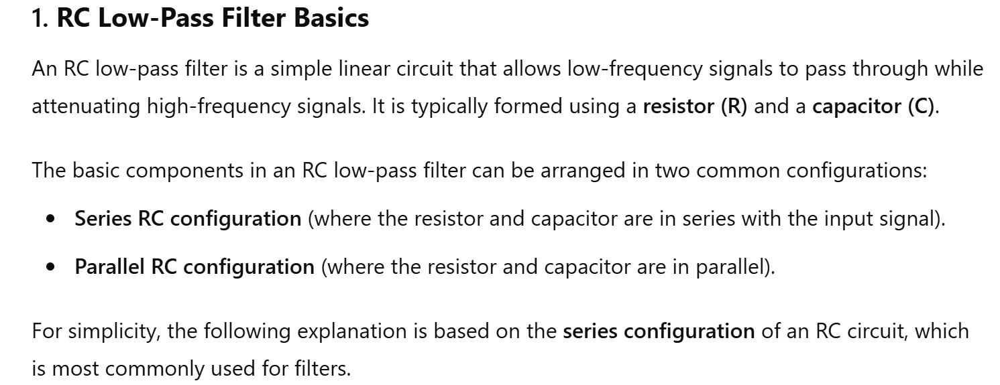 1. RC Low-Pass Filter Basics
An RC low-pass filter is a simple linear circuit that allows low-frequency signals to pass through while
attenuating high-frequency signals. It is typically formed using a resistor (R) and a capacitor (C).
The basic components in an RC low-pass filter can be arranged in two common configurations:
• Series RC configuration (where the resistor and capacitor are in series with the input signal).
• Parallel RC configuration (where the resistor and capacitor are in parallel).
For simplicity, the following explanation is based on the series configuration of an RC circuit, which
is most commonly used for filters.